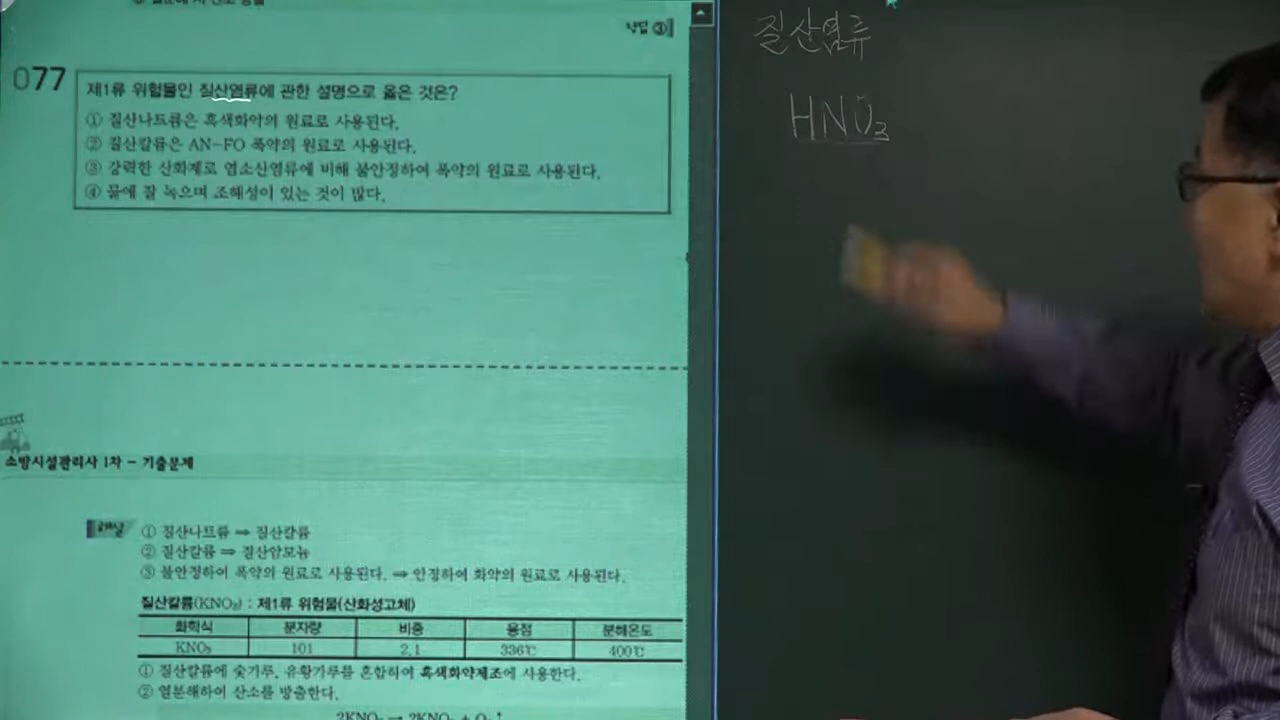 정답 ③
077
제1류 위험물인 질산염류에 관한 설명으로 옳은 것은?
① 질산나트륨은 흑색화약의 원료로 사용된다.
② 질산칼륨은 AN-FO 폭약의 원료로 사용된다.
③ 강력한 산화제로 염소산염류에 비해 불안정하여 폭약의 원료로 사용된다.
④ 물에 잘 녹으며 조해성이 있는 것이 많다.
소방시설관리사 1차 - 기출문제
해설
① 질산나트륨 ⇒ 질산칼륨
② 질산칼륨 ⇒ 질산암모늄
③ 불안정하여 폭약의 원료로 사용된다. ⇒ 안정하여 화약의 원료로 사용된다.
질산칼륨(KNO₃) : 제1류 위험물(산화성고체)
화학식 분자량 비중 융점 분해온도
KNO₃ 101 2.1 336℃ 400℃
① 질산칼륨에 숯가루, 유황가루를 혼합하여 흑색화약제조에 사용한다.
② 열분해하여 산소를 방출한다.
2KNO₃ → 2KNO₂ + O₂↑
질산염류
HNO₃